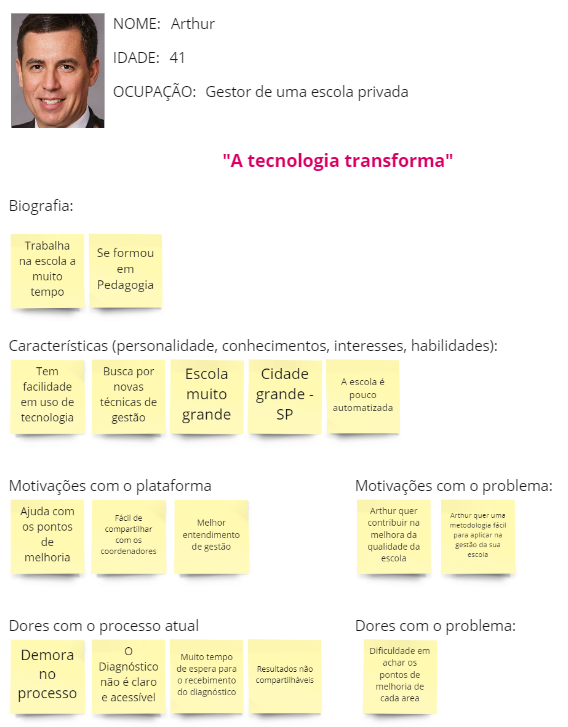 NOME: Arthur
IDADE: 41
OCUPAÇÃO: Gestor de uma escola privada
"A tecnologia transforma"
Biografia:
Trabalha
na escola a
muito
tempo
Se formou
em
Pedagogia
Características (personalidade, conhecimentos, interesses, habilidades):
Tem
facilidade
em uso de
tecnologia
Busca por
novas
técnicas de
gestão
Escola
muito
grande
Cidade
grande -
SP
A escola é
pouco
automatizada
Motivações com o plataforma
Ajuda com
os pontos
de
melhoria
Fácil de
compartilhar
com os
coordenadores
Melhor
entendimento
de gestão
Motivações com o problema:
Arthur quer
contribuir na
melhora da
qualidade da
escola
Arthur quer uma
metodologia fácil
para aplicar na
gestão da sua
escola
Dores com o processo atual
Demora
no
processo
O
Diagnóstico
não é claro
e acessível
Muito tempo
de espera para
o recebimento
do diagnóstico
Resultados não
compartilháveis
Dores com o problema:
Dificuldade em
achar os
pontos de
melhoria de
cada area